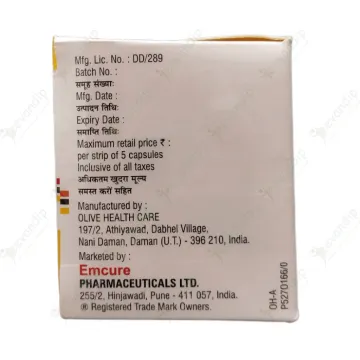 Mfg. Lic. No. : DD/289
Batch No. :
समूह संख्याः
Mfg. Date :
उत्पादन तिथिः
Expiry Date :
समाप्ति तिथिः
Maximum retail price ₹ :
per strip of 5 capsules
Inclusive of all taxes
अधिकतम खुदरा मूल्य
समस्त करों सहित
Manufactured by :
OLIVE HEALTH CARE
197/2, Athiyawad, Dabhel Village,
Nani Daman, Daman (U.T.) - 396 210, India.
Marketed by :
Emcure
PHARMACEUTICALS LTD.
255/2, Hinjawadi, Pune - 411 057, India.
® Registered Trade Mark Owners.
OH-A
P5270166/0